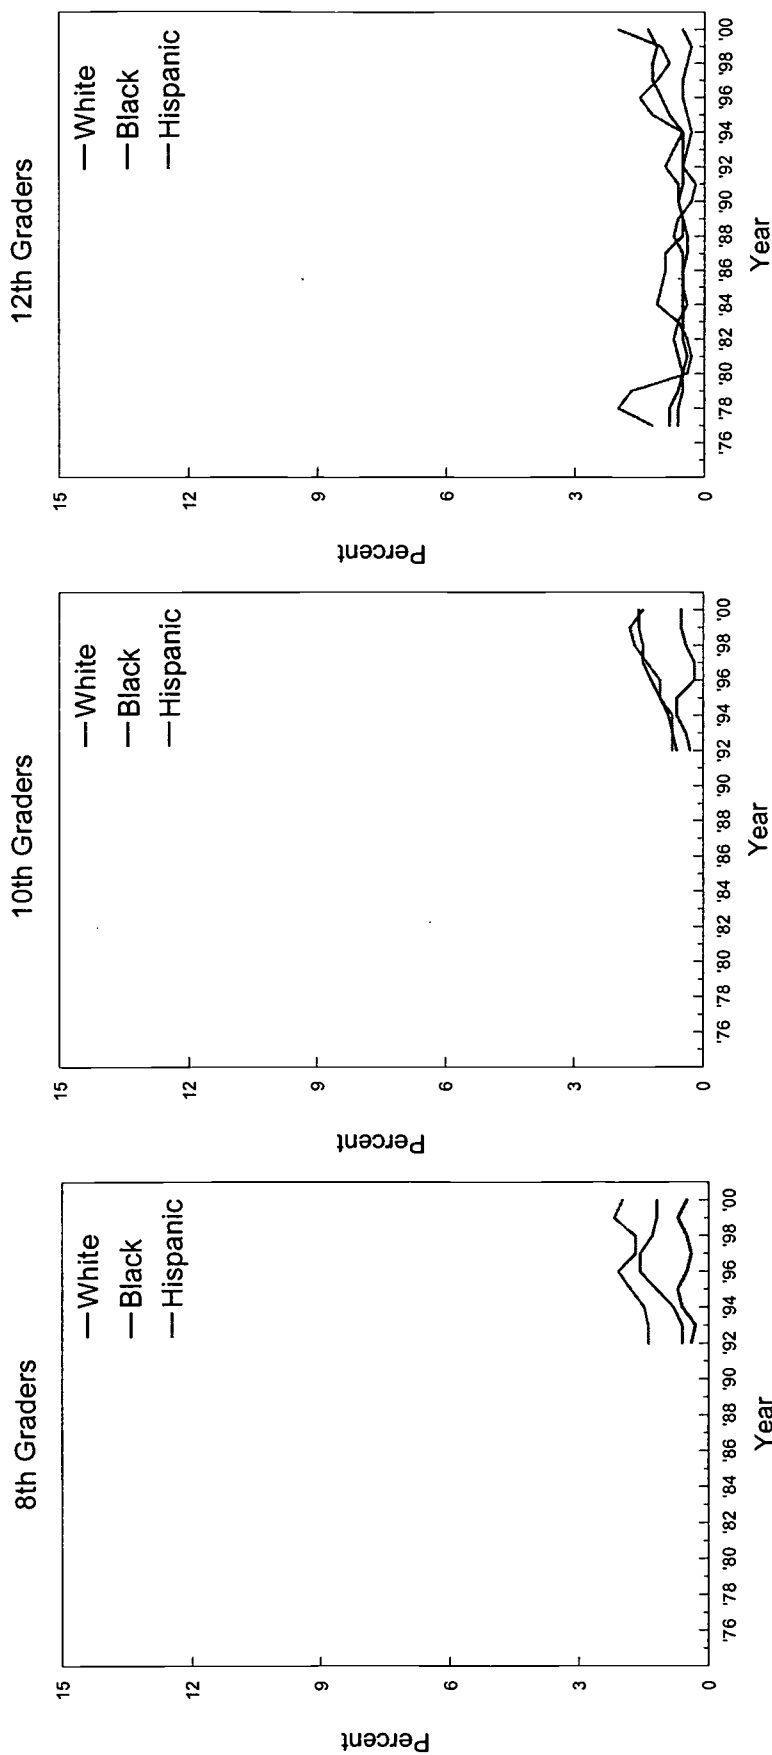 8th Graders
White
Black
Hispanic
Percent
15
12
9
6
3
0
'76 '78 '80 '82 '84 '86 '88 '90 '92 '94 '96 '98 '00
Year
10th Graders
White
Black
Hispanic
Percent
15
12
9
6
3
0
'76 '78 '80 '82 '84 '86 '88 '90 '92 '94 '96 '98 '00
Year
12th Graders
White
Black
Hispanic
Percent
15
12
9
6
3
0
'76 '78 '80 '82 '84 '86 '88 '90 '92 '94 '96 '98 '00
Year